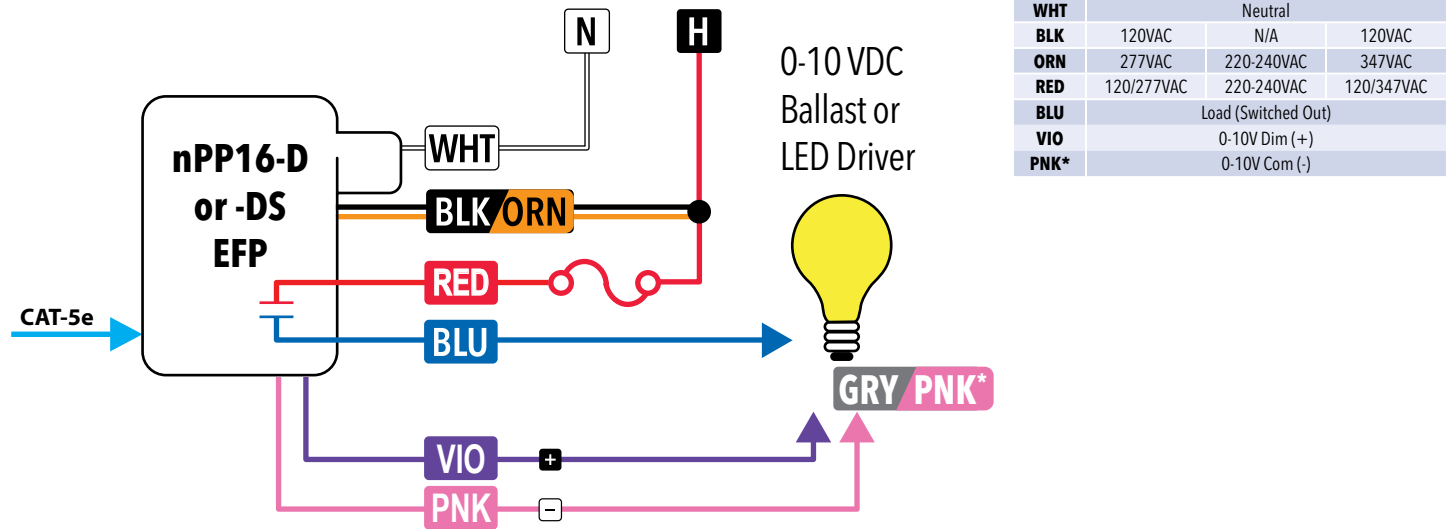 N
H
0-10 VDC
Ballast or
LED Driver
nPP16-D
or -DS
EFP
WHT
BLK/ORN
RED
BLU
CAT-5e
GRY/PNK*
VIO +
PNK −
WHT Neutral
BLK 120VAC N/A 120VAC
ORN 277VAC 220-240VAC 347VAC
RED 120/277VAC 220-240VAC 120/347VAC
BLU Load (Switched Out)
VIO 0-10V Dim (+)
PNK* 0-10V Com (-)